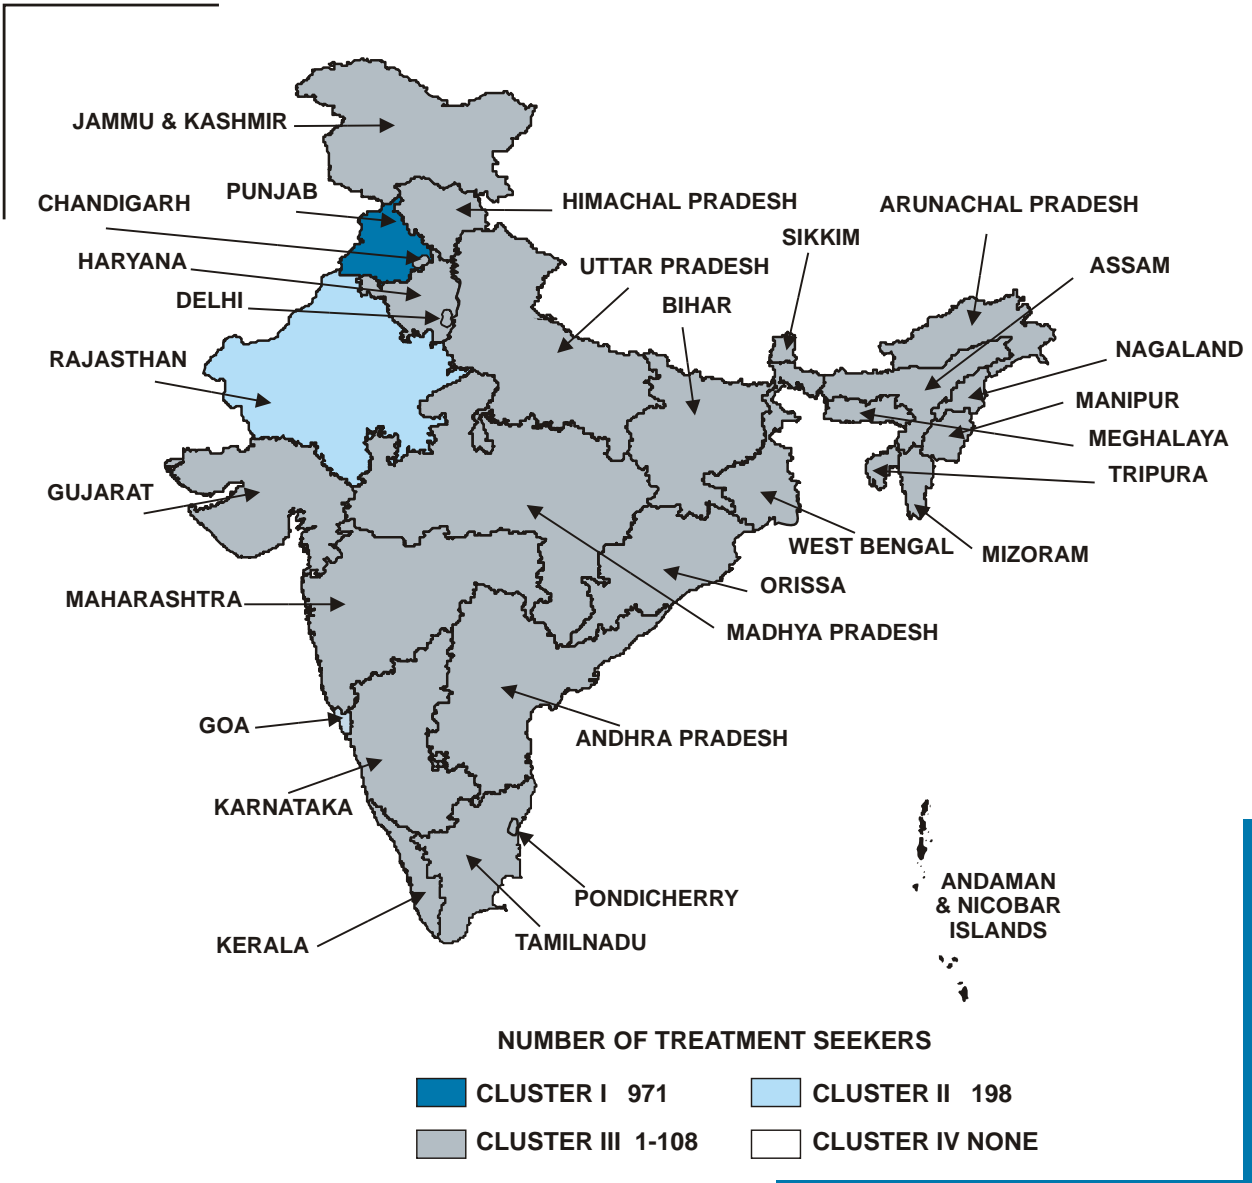 JAMMU & KASHMIR
PUNJAB
CHANDIGARH
HIMACHAL PRADESH
ARUNACHAL PRADESH
SIKKIM
HARYANA
UTTAR PRADESH
ASSAM
DELHI
BIHAR
RAJASTHAN
NAGALAND
MANIPUR
MEGHALAYA
TRIPURA
GUJARAT
WEST BENGAL
MIZORAM
ORISSA
MAHARASHTRA
MADHYA PRADESH
GOA
ANDHRA PRADESH
KARNATAKA
PONDICHERRY
ANDAMAN
& NICOBAR
ISLANDS
KERALA
TAMILNADU
NUMBER OF TREATMENT SEEKERS
CLUSTER I 971
CLUSTER II 198
CLUSTER III 1-108
CLUSTER IV NONE